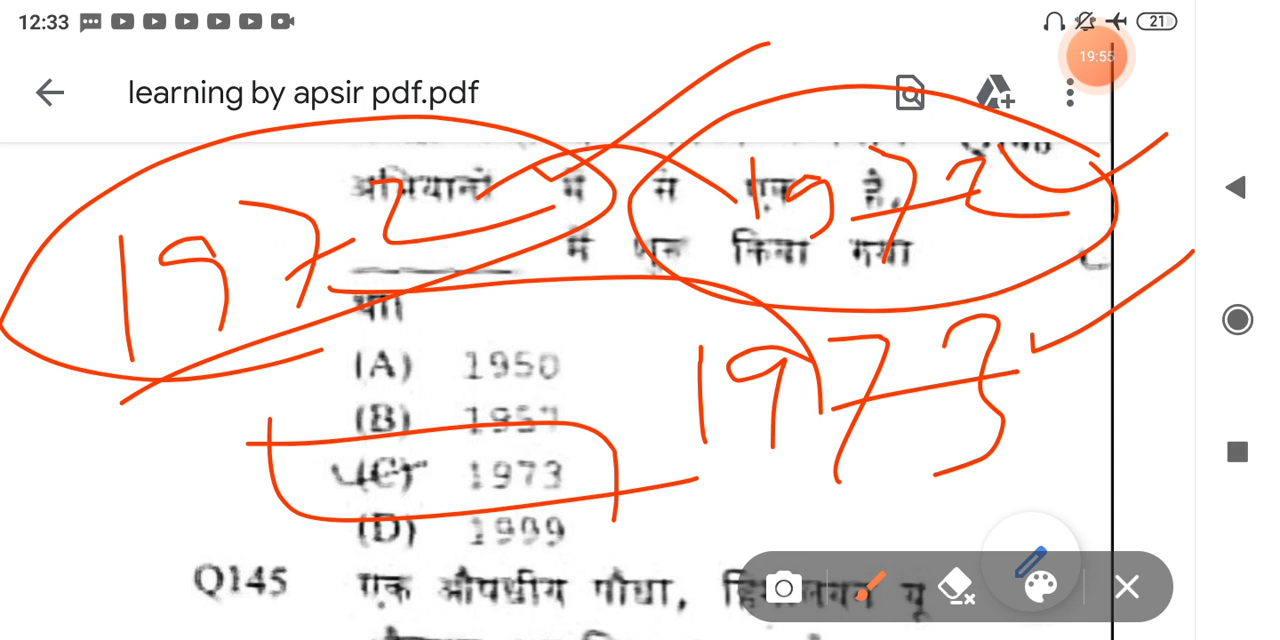 12:33
21
19:55
learning by apsir pdf.pdf
अभियानों में से एक है,
में शुरू किया गया
था।
1972
1972
1973
(A) 1950
(B) 1957
(C) 1973
(D) 1999
Q145 एक औषधीय पौधा, हिमालयन यू